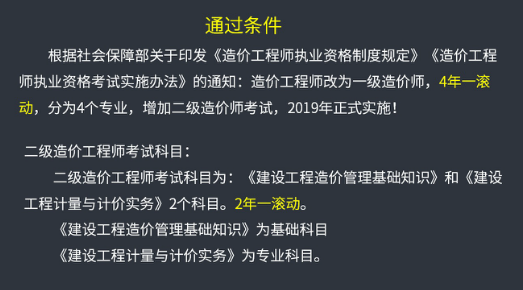 通过条件
根据社会保障部关于印发《造价工程师执业资格制度规定》《造价工程
师执业资格考试实施办法》的通知：造价工程师改为一级造价师，4年一滚
动，分为4个专业，增加二级造价师考试，2019年正式实施！
二级造价工程师考试科目：
二级造价工程师考试科目为：《建设工程造价管理基础知识》和《建设
工程计量与计价实务》2个科目。2年一滚动。
《建设工程造价管理基础知识》为基础科目
《建设工程计量与计价实务》为专业科目。